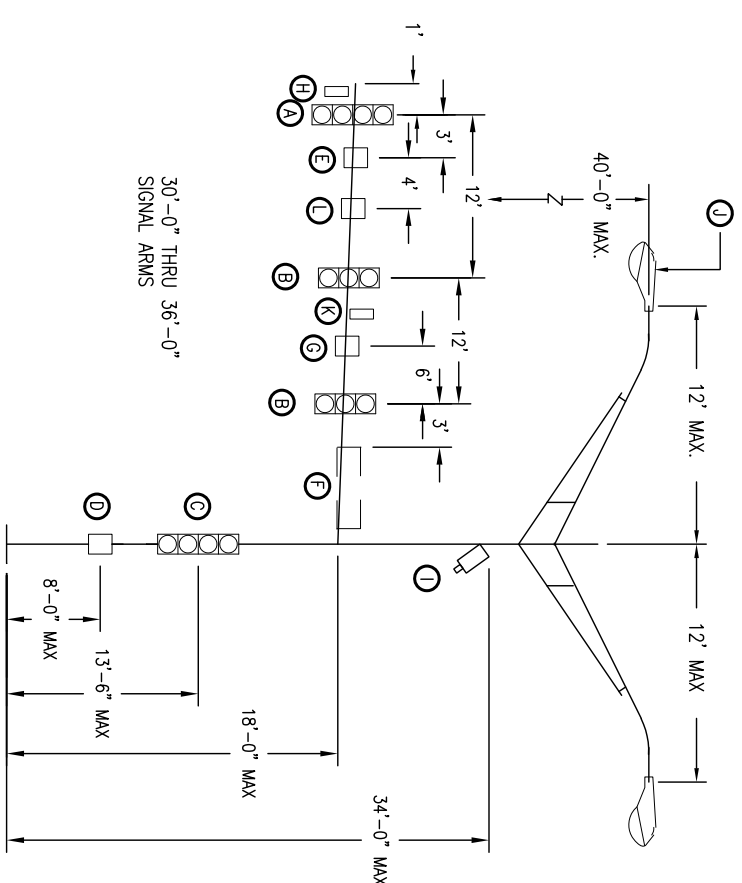 J
40'-0" MAX.
Z
12' MAX.
12' MAX
1'
3'
12'
4'
12'
6'
3'
H
A
E
L
B
K
G
B
F
30'-0" THRU 36'-0"
SIGNAL ARMS
I
C
D
34'-0" MAX
18'-0" MAX
13'-6" MAX
8'-0" MAX